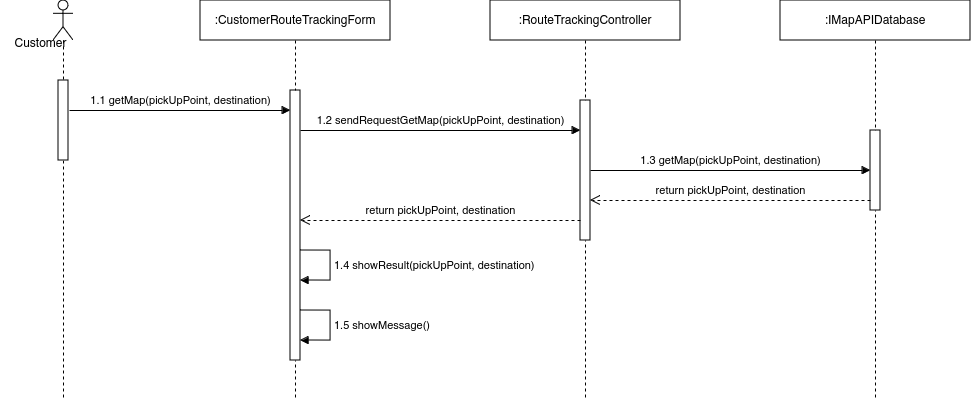 :CustomerRouteTrackingForm
:RouteTrackingController
:IMapAPIDatabase
Customer
1.1 getMap(pickUpPoint, destination)
1.2 sendRequestGetMap(pickUpPoint, destination)
1.3 getMap(pickUpPoint, destination)
return pickUpPoint, destination
return pickUpPoint, destination
1.4 showResult(pickUpPoint, destination)
1.5 showMessage()